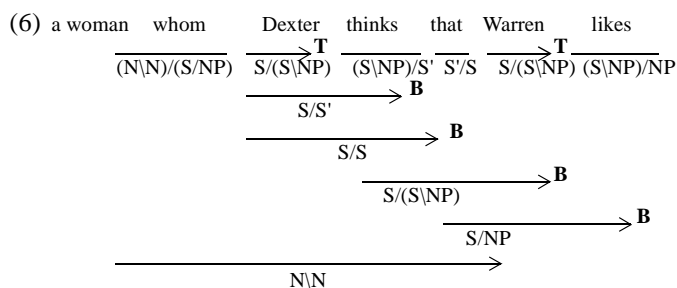 (6) a woman whom Dexter thinks that Warren likes
T T
(N\N)/(S/NP) S/(S\NP) (S\NP)/S' S'/S S/(S\NP) (S\NP)/NP
B
S/S'
B
S/S
B
S/(S\NP)
B
S/NP
N\N